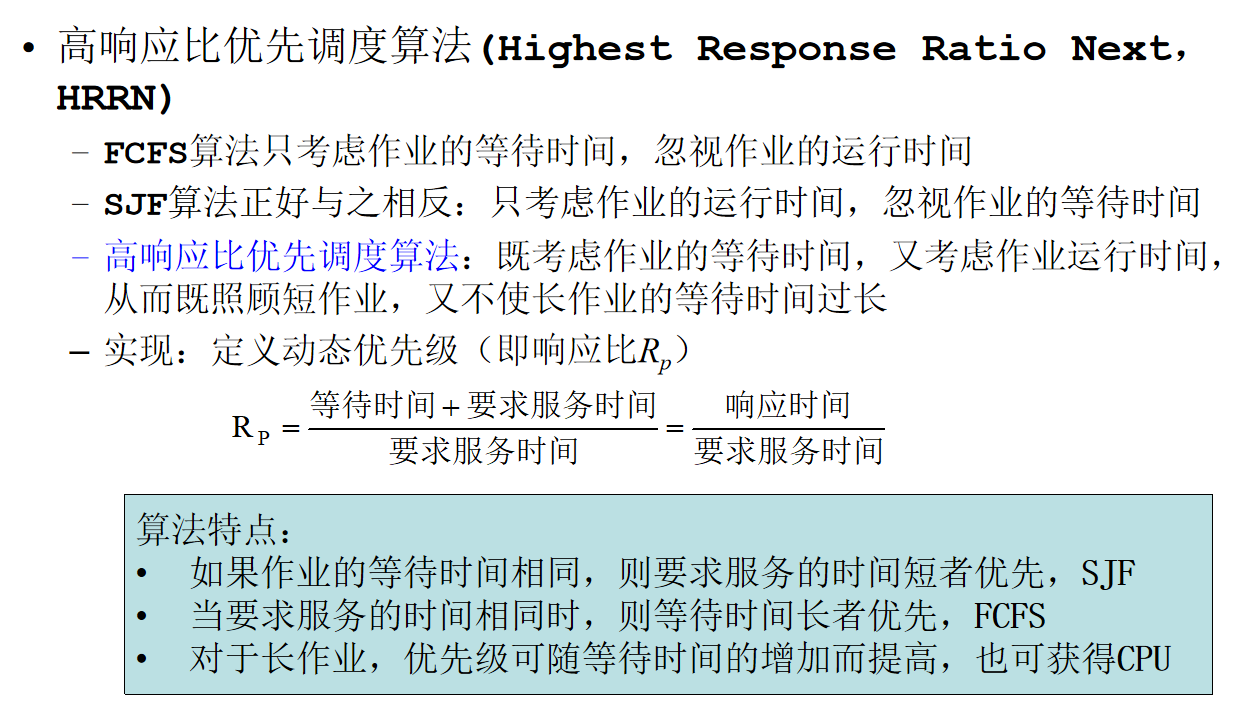 • 高响应比优先调度算法(Highest Response Ratio Next，
HRRN)
– FCFS算法只考虑作业的等待时间，忽视作业的运行时间
– SJF算法正好与之相反：只考虑作业的运行时间，忽视作业的等待时间
– 高响应比优先调度算法：既考虑作业的等待时间，又考虑作业运行时间，
从而既照顾短作业，又不使长作业的等待时间过长
– 实现：定义动态优先级（即响应比Rp）
RP = (等待时间+要求服务时间)/要求服务时间 = 响应时间/要求服务时间
算法特点：
• 如果作业的等待时间相同，则要求服务的时间短者优先，SJF
• 当要求服务的时间相同时，则等待时间长者优先，FCFS
• 对于长作业，优先级可随等待时间的增加而提高，也可获得CPU